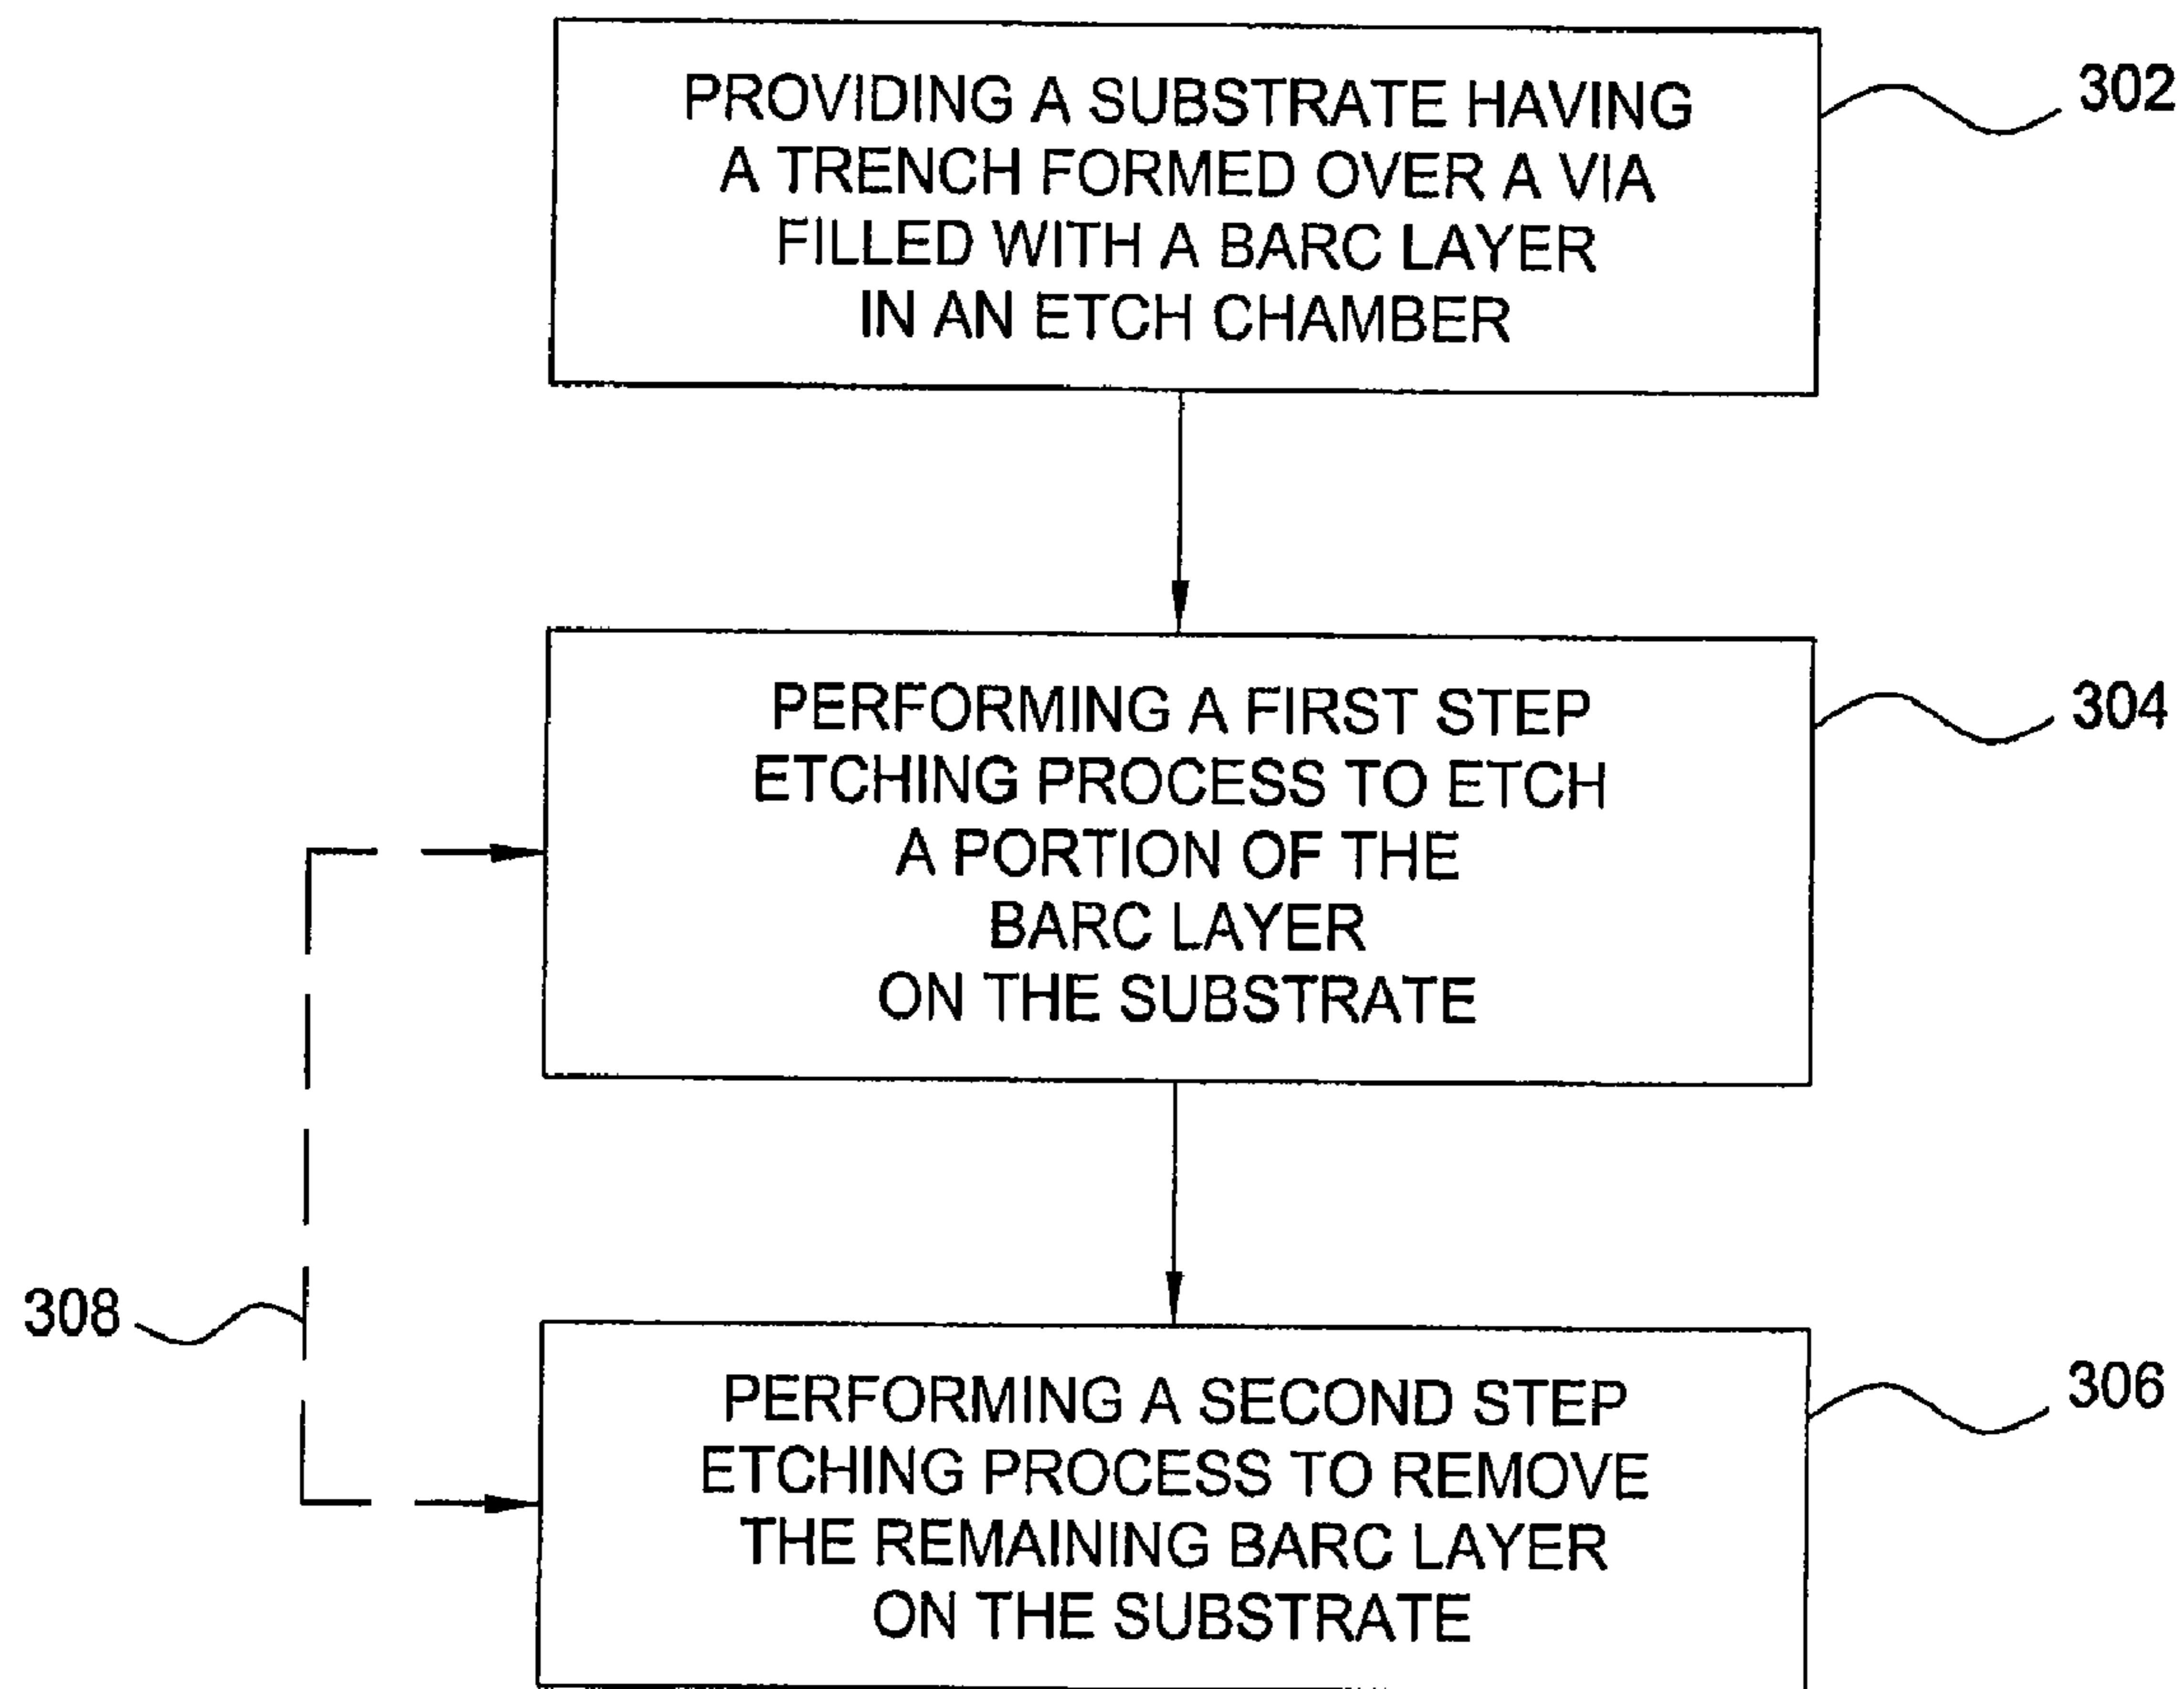 PROVIDING A SUBSTRATE HAVING
A TRENCH FORMED OVER A VIA
FILLED WITH A BARC LAYER
IN AN ETCH CHAMBER
302
PERFORMING A FIRST STEP
ETCHING PROCESS TO ETCH
A PORTION OF THE
BARC LAYER
ON THE SUBSTRATE
304
308
PERFORMING A SECOND STEP
ETCHING PROCESS TO REMOVE
THE REMAINING BARC LAYER
ON THE SUBSTRATE
306